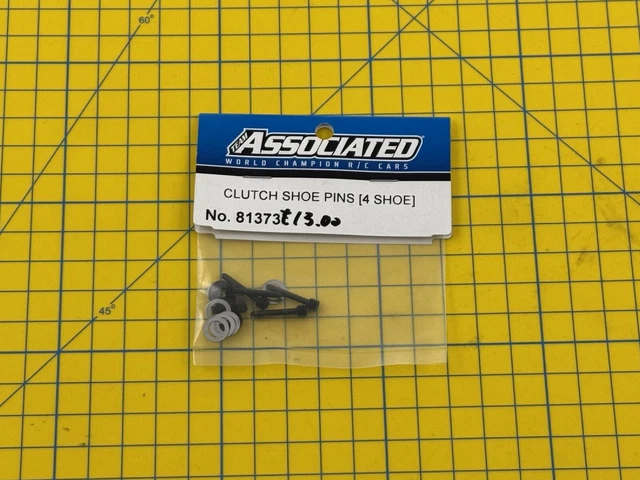 60°
TEAM ASSOCIATED
WORLD CHAMPION R/C CARS
CLUTCH SHOE PINS [4 SHOE]
No. 81373 £13.00
45°